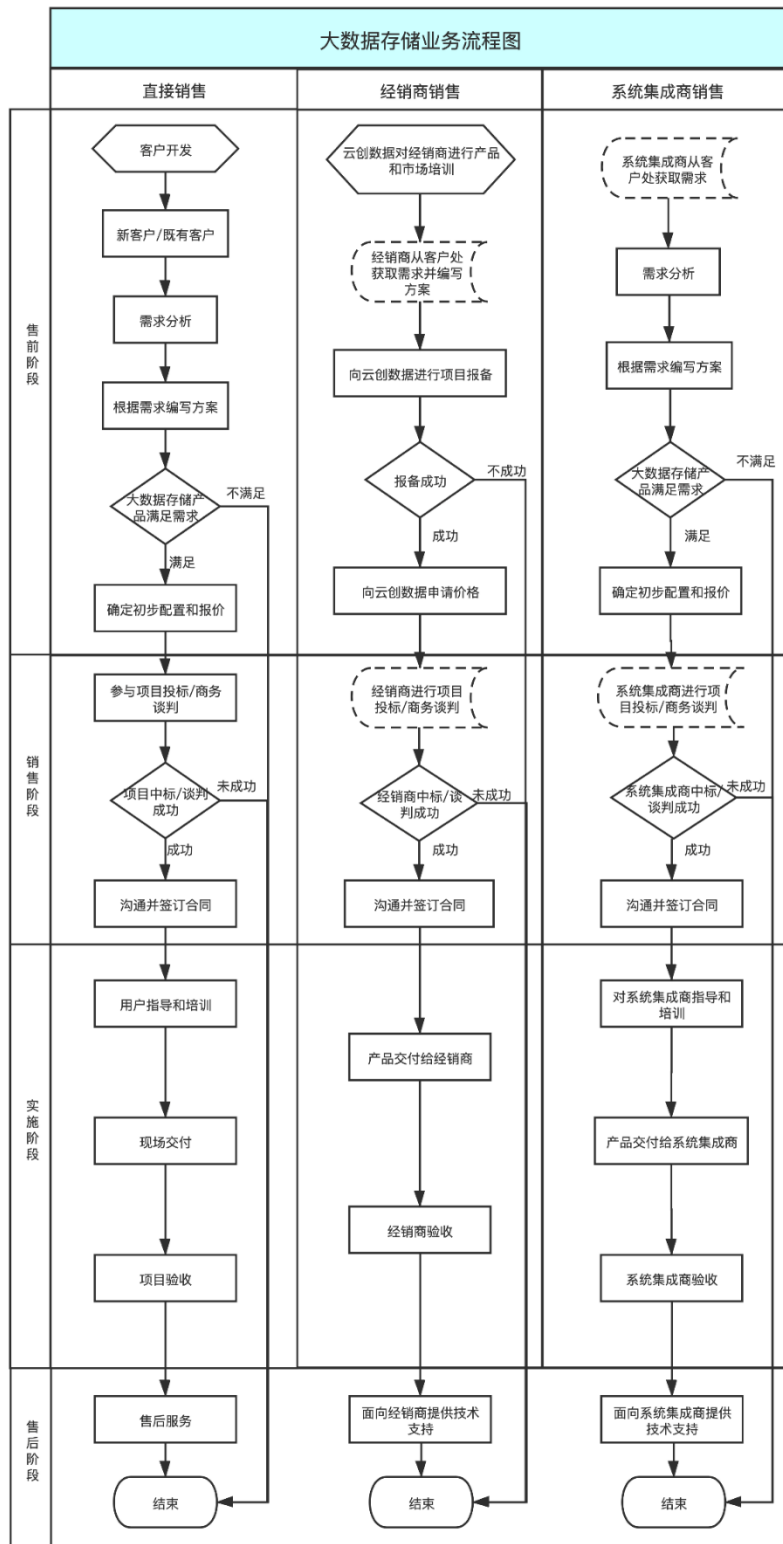 大数据存储业务流程图
直接销售
经销商销售
系统集成商销售
售
前
阶
段
客户开发
新客户/既有客户
需求分析
根据需求编写方案
大数据存储产
品满足需求
不满足
满足
确定初步配置和报价
云创数据对经销商进行产品
和市场培训
经销商从客户处
获取需求并编写
方案
向云创数据进行项目报备
报备成功
不成功
成功
向云创数据申请价格
系统集成商从客
户处获取需求
需求分析
根据需求编写方案
大数据存储产
品满足需求
不满足
满足
确定初步配置和报价
销
售
阶
段
参与项目投标/商务
谈判
项目中标/谈判
成功
未成功
成功
沟通并签订合同
经销商进行项目
投标/商务谈判
经销商中标/谈
判成功
未成功
成功
沟通并签订合同
系统集成商进行项
目投标/商务谈判
系统集成商中标/
谈判成功
未成功
成功
沟通并签订合同
实
施
阶
段
用户指导和培训
现场交付
项目验收
产品交付给经销商
经销商验收
对系统集成商指导和
培训
产品交付给系统集成商
系统集成商验收
售
后
阶
段
售后服务
结束
面向经销商提供技术
支持
结束
面向系统集成商提供
技术支持
结束